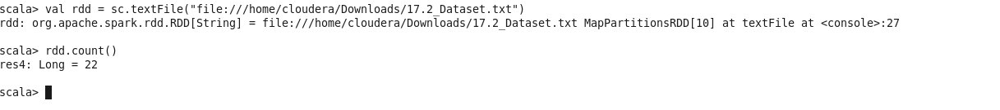 scala> val rdd = sc.textFile("file:///home/cloudera/Downloads/17.2_Dataset.txt")
rdd: org.apache.spark.rdd.RDD[String] = file:///home/cloudera/Downloads/17.2_Dataset.txt MapPartitionsRDD[10] at textFile at <console>:27
scala> rdd.count()
res4: Long = 22
scala>